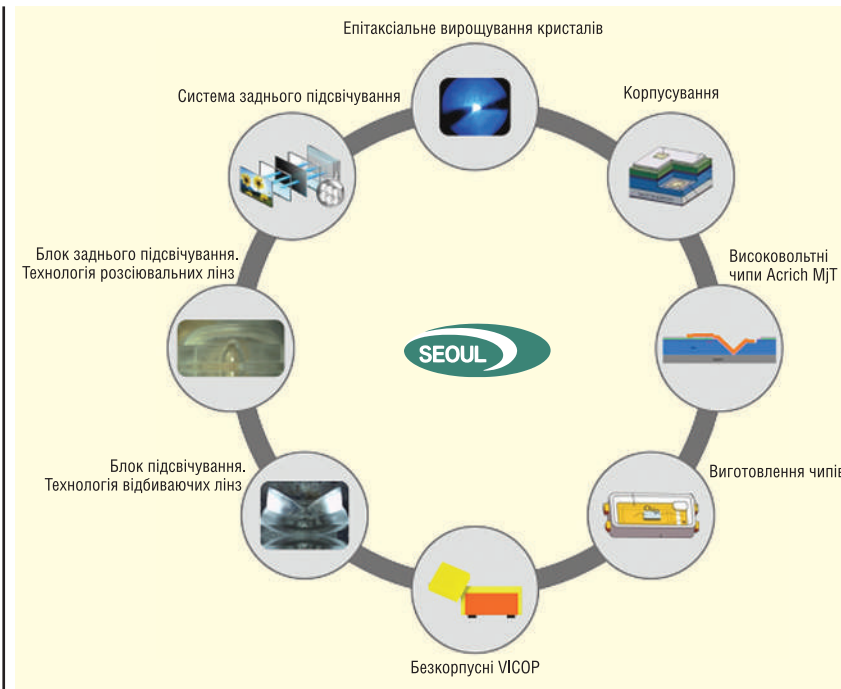 Епітаксіальне вирощування кристалів
Система заднього підсвічування
Корпусування
Блок заднього підсвічування.
Технологія розсіювальних лінз
Високовольтні
чипи Acrich MjT
SEOUL
Блок підсвічування.
Технологія відбиваючих лінз
Виготовлення чипів
Безкорпусні VICOP